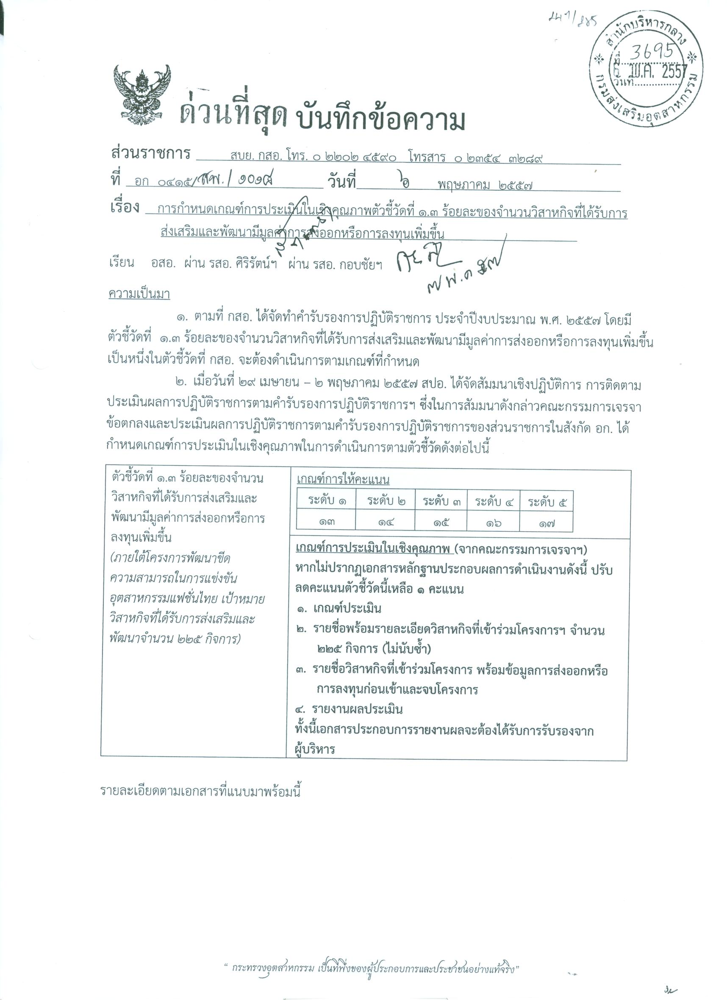 สำนักบริหารกลาง
ที่ 3695
6 พ.ค. 2557
วันที่
กรมส่งเสริมอุตสาหกรรม
ด่วนที่สุด บันทึกข้อความ
ส่วนราชการ สบย. กสอ. โทร. ๐ ๒๒๐๒ ๔๕๙๐ โทรสาร ๐ ๒๓๕๔ ๓๒๘๙
ที่ อก ๐๔๑๕/สพ./๑๐๑๘ วันที่ ๖ พฤษภาคม ๒๕๕๗
เรื่อง การกำหนดเกณฑ์การประเมินในเชิงคุณภาพตัวชี้วัดที่ ๑.๓ ร้อยละของจำนวนวิสาหกิจที่ได้รับการ
ส่งเสริมและพัฒนามีมูลค่าการส่งออกหรือการลงทุนเพิ่มขึ้น
เรียน อสอ. ผ่าน รสอ. ศิริรัตน์ฯ ผ่าน รสอ. กอบชัยฯ
๗ พ.ค ๕๗
ความเป็นมา
๑. ตามที่ กสอ. ได้จัดทำคำรับรองการปฏิบัติราชการ ประจำปีงบประมาณ พ.ศ. ๒๕๕๗ โดยมี
ตัวชี้วัดที่ ๑.๓ ร้อยละของจำนวนวิสาหกิจที่ได้รับการส่งเสริมและพัฒนามีมูลค่าการส่งออกหรือการลงทุนเพิ่มขึ้น
เป็นหนึ่งในตัวชี้วัดที่ กสอ. จะต้องดำเนินการตามเกณฑ์ที่กำหนด
๒. เมื่อวันที่ ๒๙ เมษายน – ๒ พฤษภาคม ๒๕๕๗ สปอ. ได้จัดสัมมนาเชิงปฏิบัติการ การติดตาม
ประเมินผลการปฏิบัติราชการตามคำรับรองการปฏิบัติราชการฯ ซึ่งในการสัมมนาดังกล่าวคณะกรรมการเจรจา
ข้อตกลงและประเมินผลการปฏิบัติราชการตามคำรับรองการปฏิบัติราชการของส่วนราชการในสังกัด อก. ได้
กำหนดเกณฑ์การประเมินในเชิงคุณภาพในการดำเนินการตามตัวชี้วัดดังต่อไปนี้
ตัวชี้วัดที่ ๑.๓ ร้อยละของจำนวน
วิสาหกิจที่ได้รับการส่งเสริมและ
พัฒนามีมูลค่าการส่งออกหรือการ
ลงทุนเพิ่มขึ้น
(ภายใต้โครงการพัฒนาขีด
ความสามารถในการแข่งขัน
อุตสาหกรรมแฟชั่นไทย เป้าหมาย
วิสาหกิจที่ได้รับการส่งเสริมและ
พัฒนาจำนวน ๒๒๕ กิจการ)
เกณฑ์การให้คะแนน
ระดับ ๑ ระดับ ๒ ระดับ ๓ ระดับ ๔ ระดับ ๕
๑๓ ๑๔ ๑๕ ๑๖ ๑๗
เกณฑ์การประเมินในเชิงคุณภาพ (จากคณะกรรมการเจรจาฯ)
หากไม่ปรากฏเอกสารหลักฐานประกอบผลการดำเนินงานดังนี้ ปรับ
ลดคะแนนตัวชี้วัดนี้เหลือ ๑ คะแนน
๑. เกณฑ์ประเมิน
๒. รายชื่อพร้อมรายละเอียดวิสาหกิจที่เข้าร่วมโครงการฯ จำนวน
๒๒๕ กิจการ (ไม่นับซ้ำ)
๓. รายชื่อวิสาหกิจที่เข้าร่วมโครงการ พร้อมข้อมูลการส่งออกหรือ
การลงทุนก่อนเข้าและจบโครงการ
๔. รายงานผลประเมิน
ทั้งนี้เอกสารประกอบการรายงานผลจะต้องได้รับการรับรองจาก
ผู้บริหาร
รายละเอียดตามเอกสารที่แนบมาพร้อมนี้
“ กระทรวงอุตสาหกรรม เป็นที่พึ่งของผู้ประกอบการและประชาชนอย่างแท้จริง”